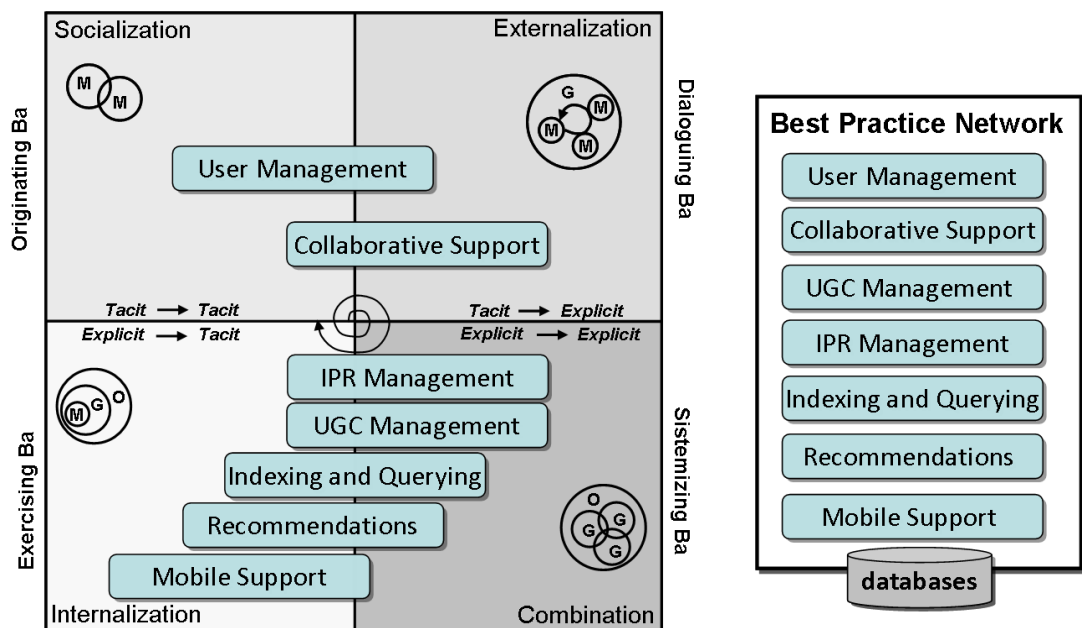 Socialization
Externalization
M
M
G
M
M
M
Originating Ba
Dialoguing Ba
User Management
Collaborative Support
Tacit → Tacit
Tacit → Explicit
Explicit → Tacit
Explicit → Explicit
M G O
IPR Management
UGC Management
Indexing and Querying
Recommendations
Mobile Support
O
G
G
G
Exercising Ba
Sistemizing Ba
Internalization
Combination
Best Practice Network
User Management
Collaborative Support
UGC Management
IPR Management
Indexing and Querying
Recommendations
Mobile Support
databases